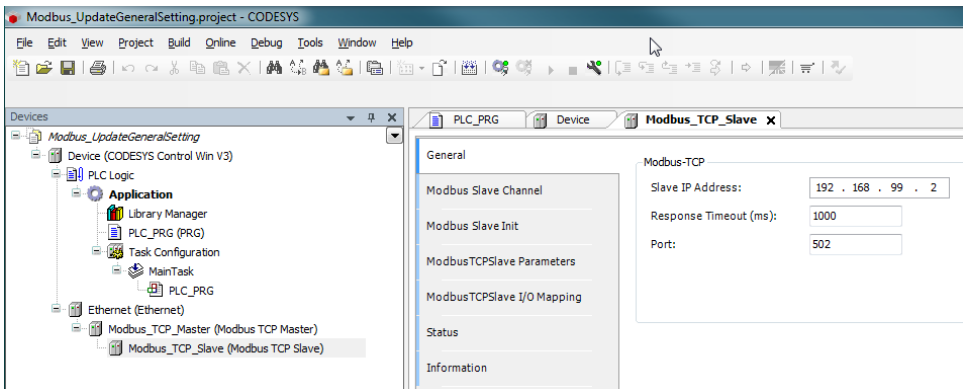 Modbus_UpdateGeneralSetting.project - CODESYS
File Edit View Project Build Online Debug Tools Window Help
Devices
Modbus_UpdateGeneralSetting
Device (CODESYS Control Win V3)
PLC Logic
Application
Library Manager
PLC_PRG (PRG)
Task Configuration
MainTask
PLC_PRG
Ethernet (Ethernet)
Modbus_TCP_Master (Modbus TCP Master)
Modbus_TCP_Slave (Modbus TCP Slave)
PLC_PRG Device Modbus_TCP_Slave
General
Modbus Slave Channel
Modbus Slave Init
ModbusTCPSlave Parameters
ModbusTCPSlave I/O Mapping
Status
Information
Modbus-TCP
Slave IP Address: 192 . 168 . 99 . 2
Response Timeout (ms): 1000
Port: 502